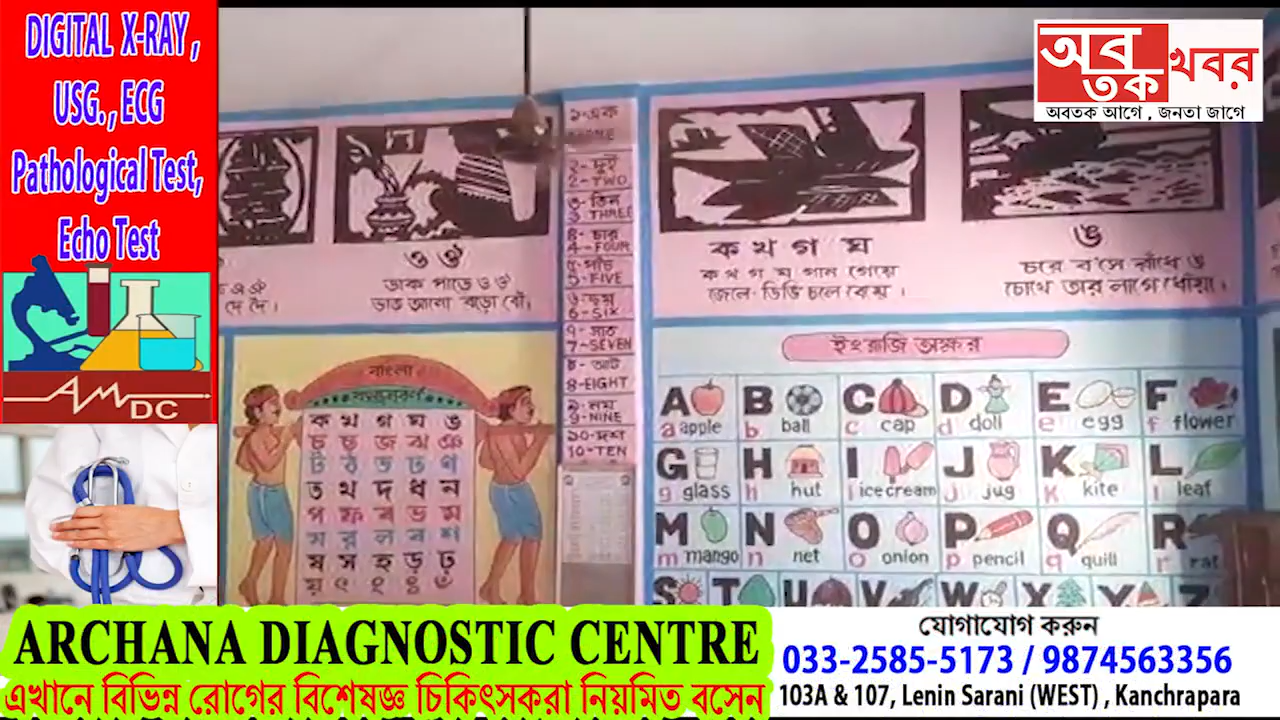 DIGITAL X-RAY,
USG., ECG
Pathological Test,
Echo Test
AMDC
অবতক খবর
অবতক আগে, জনতা জাগে
ও ঔ
ডাক পাড়ে ও ঔ
ভাত আনো বড়ো বৌ।
ক খ গ ঘ
ক খ গ ঘ গান গেয়ে
জেলে-ডিঙি চলে বেয়ে।
ঙ
চরে ব'সে রাঁধে ঙ
চোখে তার লাগে ধোঁয়া।
১-এক
২-দুই
2-TWO
৩-তিন
3 THREE
৪-চার
4-FOUR
৫-পাঁচ
5-FIVE
৬-ছয়
6-SIX
৭-সাত
7-SEVEN
৮-আট
8-EIGHT
৯-নয়
9-NINE
১০-দশ
10-TEN
বাংলা
ব্যঞ্জনবর্ণ
ক খ গ ঘ ঙ
চ ছ জ ঝ ঞ
ট ঠ ড ঢ ণ
ত থ দ ধ ন
প ফ ব ভ ম
য র ল ব শ
ষ স হ ড় ঢ়
য় ৎ ং ঃ ঁ
ইংরাজি অক্ষর
A a apple B b ball C c cap D d doll E e egg F f flower
G g glass H h hut I i icecream J j jug K k kite L l leaf
M m mango N n net O o onion P p pencil Q q quill R r rat
S T U V W X Y Z
ARCHANA DIAGNOSTIC CENTRE
এখানে বিভিন্ন রোগের বিশেষজ্ঞ চিকিৎসকরা নিয়মিত বসেন
যোগাযোগ করুন
033-2585-5173 / 9874563356
103A & 107, Lenin Sarani (WEST) , Kanchrapara